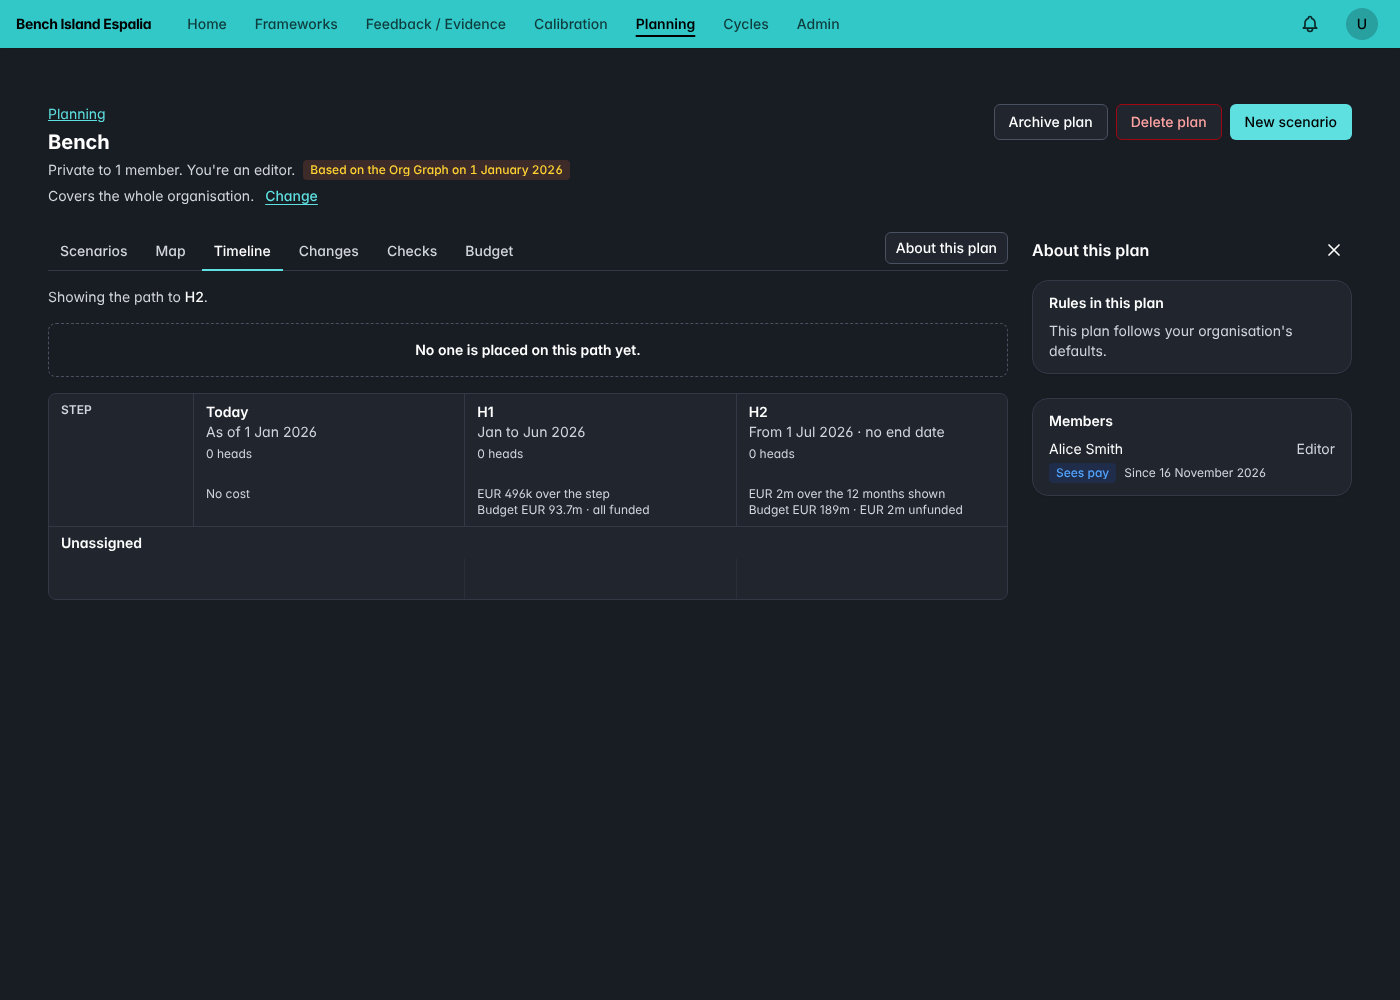 Bench Island Espalia
Home
Frameworks
Feedback / Evidence
Calibration
Planning
Cycles
Admin
U
Planning
Bench
Private to 1 member. You're an editor.
Based on the Org Graph on 1 January 2026
Covers the whole organisation. Change
Archive plan
Delete plan
New scenario
Scenarios
Map
Timeline
Changes
Checks
Budget
About this plan
Showing the path to H2.
No one is placed on this path yet.
STEP
Today
As of 1 Jan 2026
0 heads
No cost
H1
Jan to Jun 2026
0 heads
EUR 496k over the step
Budget EUR 93.7m · all funded
H2
From 1 Jul 2026 · no end date
0 heads
EUR 2m over the 12 months shown
Budget EUR 189m · EUR 2m unfunded
Unassigned
About this plan
Rules in this plan
This plan follows your organisation's
defaults.
Members
Alice Smith
Editor
Sees pay
Since 16 November 2026